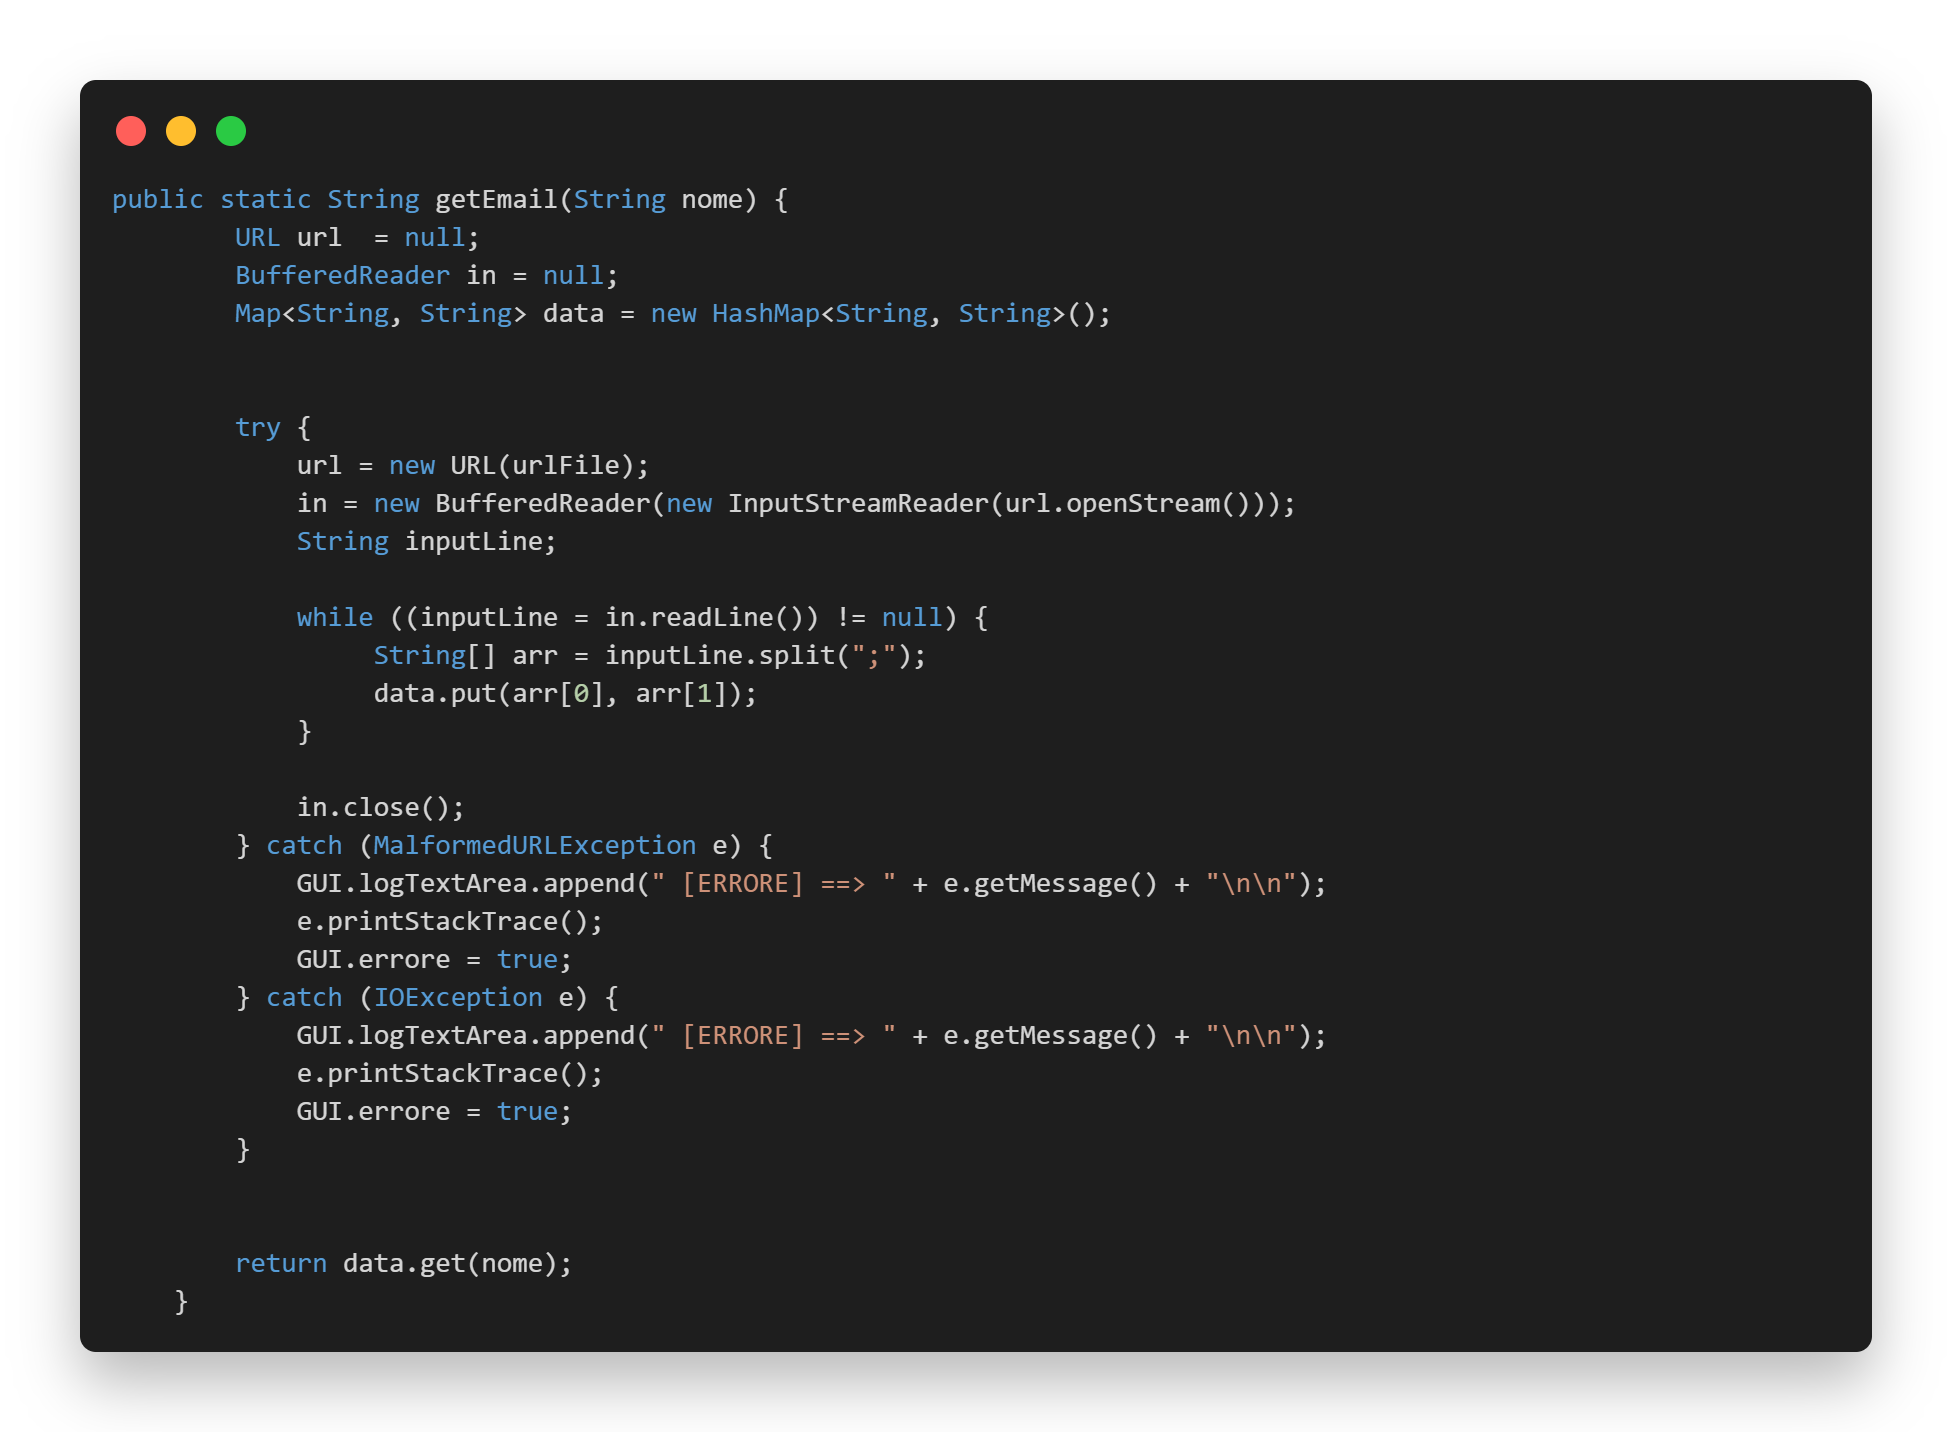 public static String getEmail(String nome) {
        URL url  = null;
        BufferedReader in = null;
        Map<String, String> data = new HashMap<String, String>();
        try {
            url = new URL(urlFile);
            in = new BufferedReader(new InputStreamReader(url.openStream()));
            String inputLine;
            while ((inputLine = in.readLine()) != null) {
                 String[] arr = inputLine.split(";");
                 data.put(arr[0], arr[1]);
            }
            in.close();
        } catch (MalformedURLException e) {
            GUI.logTextArea.append(" [ERRORE] ==> " + e.getMessage() + "\n\n");
            e.printStackTrace();
            GUI.errore = true;
        } catch (IOException e) {
            GUI.logTextArea.append(" [ERRORE] ==> " + e.getMessage() + "\n\n");
            e.printStackTrace();
            GUI.errore = true;
        }
        return data.get(nome);
    }